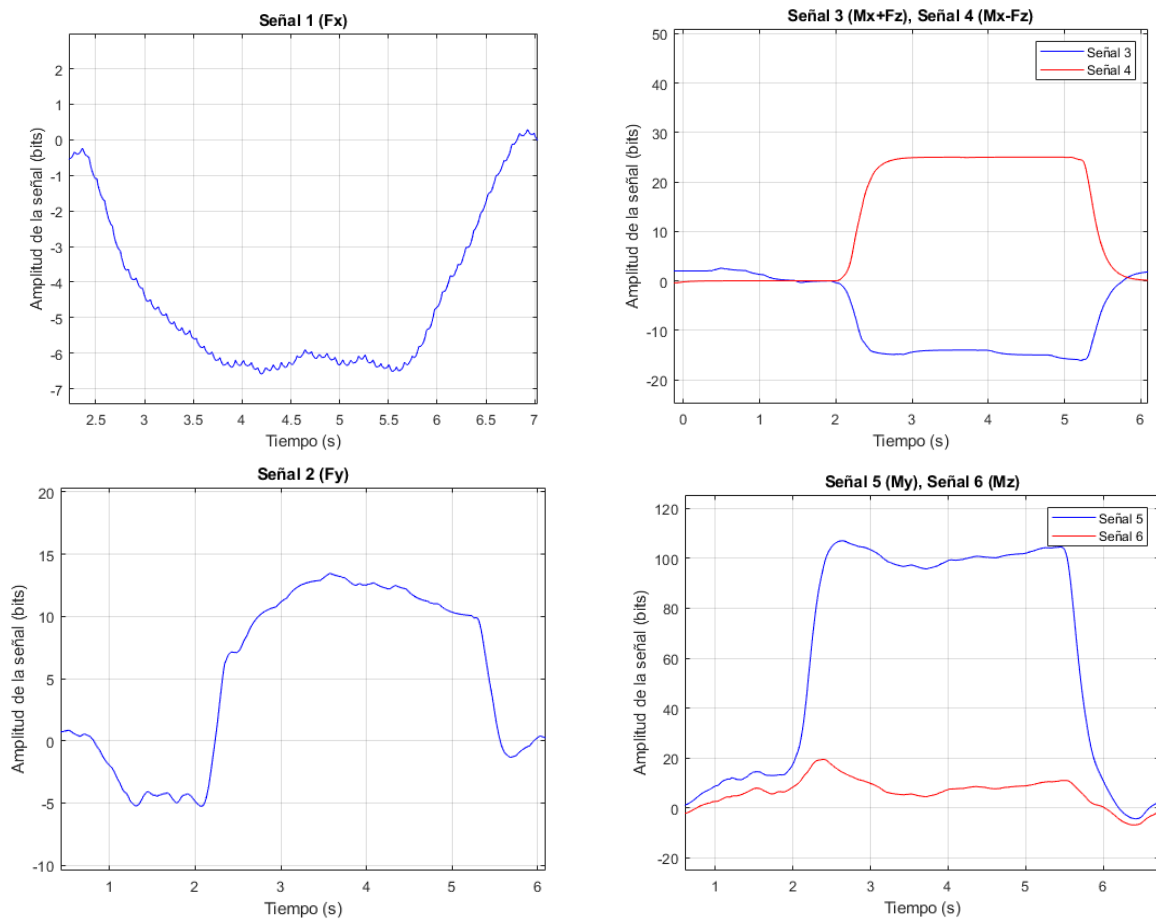 Señal 1 (Fx)
Amplitud de la señal (bits)
2
1
0
-1
-2
-3
-4
-5
-6
-7
2.5 3 3.5 4 4.5 5 5.5 6 6.5 7
Tiempo (s)
Señal 3 (Mx+Fz), Señal 4 (Mx-Fz)
Señal 3
Señal 4
Amplitud de la señal (bits)
50
40
30
20
10
0
-10
-20
0 1 2 3 4 5 6
Tiempo (s)
Señal 2 (Fy)
Amplitud de la señal (bits)
20
15
10
5
0
-5
-10
1 2 3 4 5 6
Tiempo (s)
Señal 5 (My), Señal 6 (Mz)
Señal 5
Señal 6
Amplitud de la señal (bits)
120
100
80
60
40
20
0
-20
1 2 3 4 5 6
Tiempo (s)